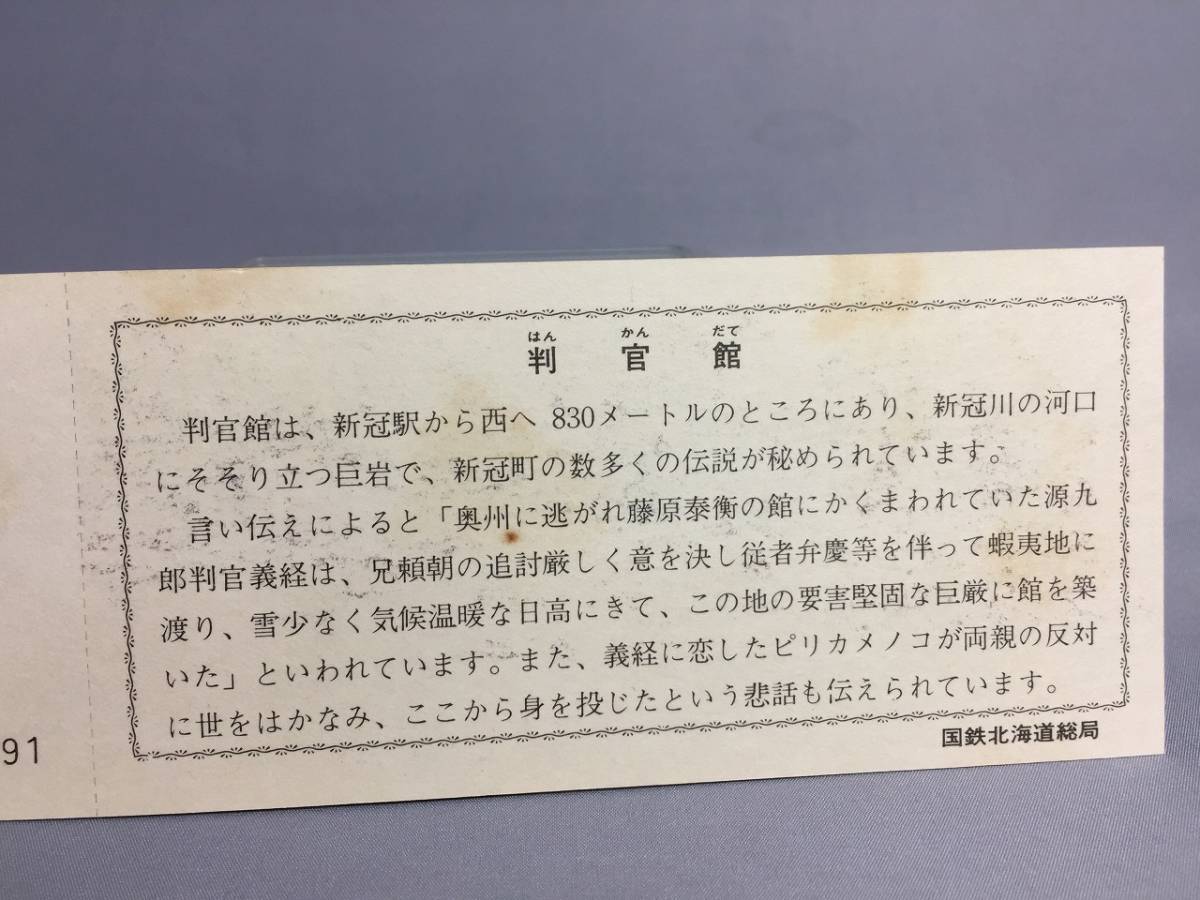 はん かん だて
判 官 館
判官館は、新冠駅から西へ 830メートルのところにあり、新冠川の河口
にそそり立つ巨岩で、新冠町の数多くの伝説が秘められています。
言い伝えによると「奥州に逃がれ藤原泰衡の館にかくまわれていた源九
郎判官義経は、兄頼朝の追討厳しく意を決し従者弁慶等を伴って蝦夷地に
渡り、雪少なく気候温暖な日高にきて、この地の要害堅固な巨厳に館を築
いた」といわれています。また、義経に恋したピリカメノコが両親の反対
に世をはかなみ、ここから身を投じたという悲話も伝えられています。
国鉄北海道総局
91